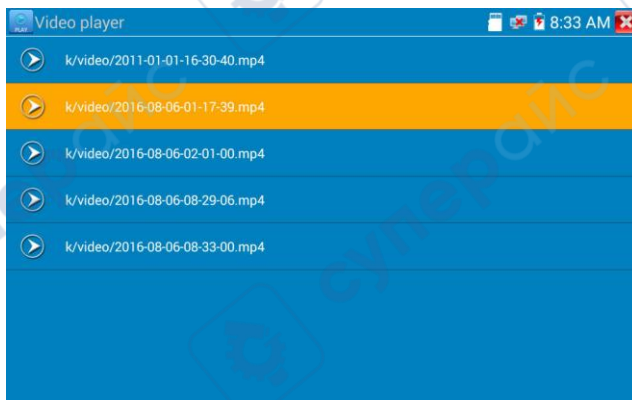 PLAY
Video player
8:33 AM
k/video/2011-01-01-16-30-40.mp4
k/video/2016-08-06-01-17-39.mp4
k/video/2016-08-06-02-01-00.mp4
k/video/2016-08-06-08-29-06.mp4
k/video/2016-08-06-08-33-00.mp4
суперайс